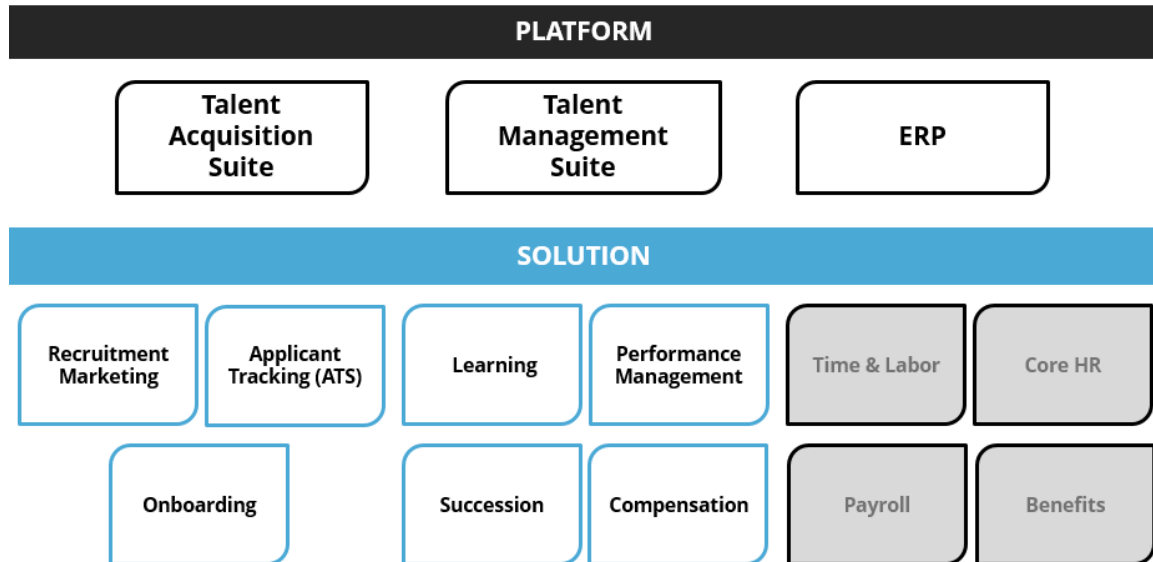 PLATFORM
Talent
Acquisition
Suite
Talent
Management
Suite
ERP
SOLUTION
Recruitment
Marketing
Applicant
Tracking (ATS)
Learning
Performance
Management
Time & Labor
Core HR
Onboarding
Succession
Compensation
Payroll
Benefits